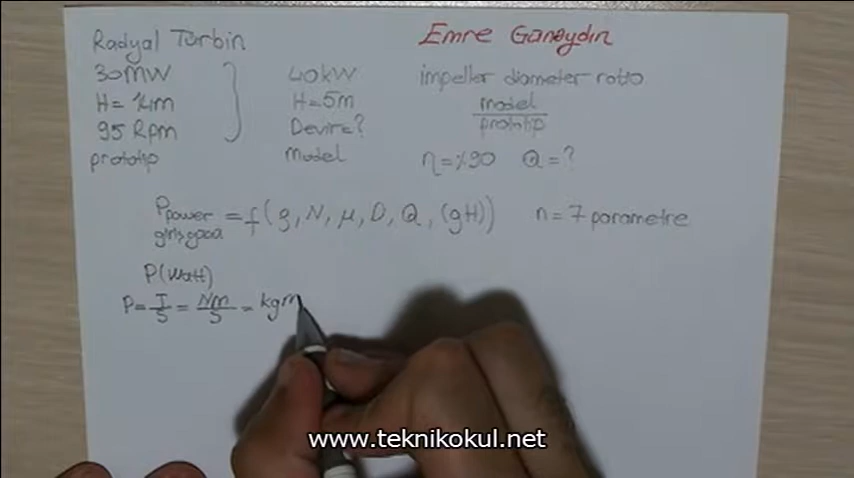 Radyal Türbin
30MW
H= 14m
95 Rpm
prototip
40kW
H=5m
Devir=?
Model
Emre Günaydın
impeller diameter ratio
model
prototip
η=%90 Q=?
Ppower = f(ρ, N, μ, D, Q, (gH)) n=7 parametre
P(Watt)
P= J/S = Nm/S = kgm
www.teknikokul.net